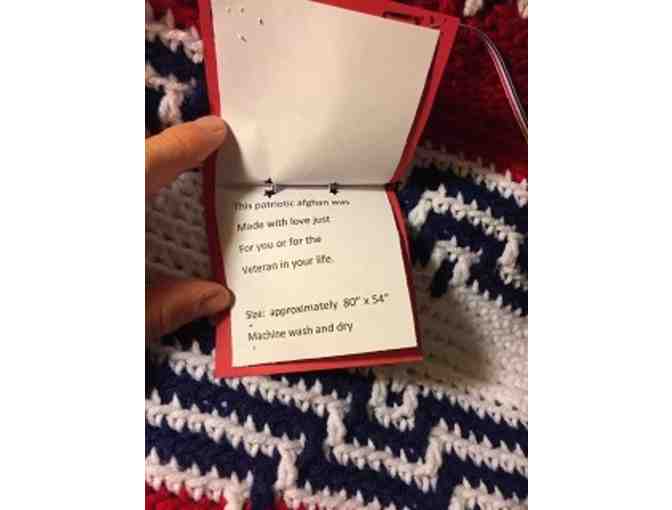 This patriotic afghan was
Made with love just
For you or for the
Veteran in your life.
Size: approximately 80" x 54"
Machine wash and dry